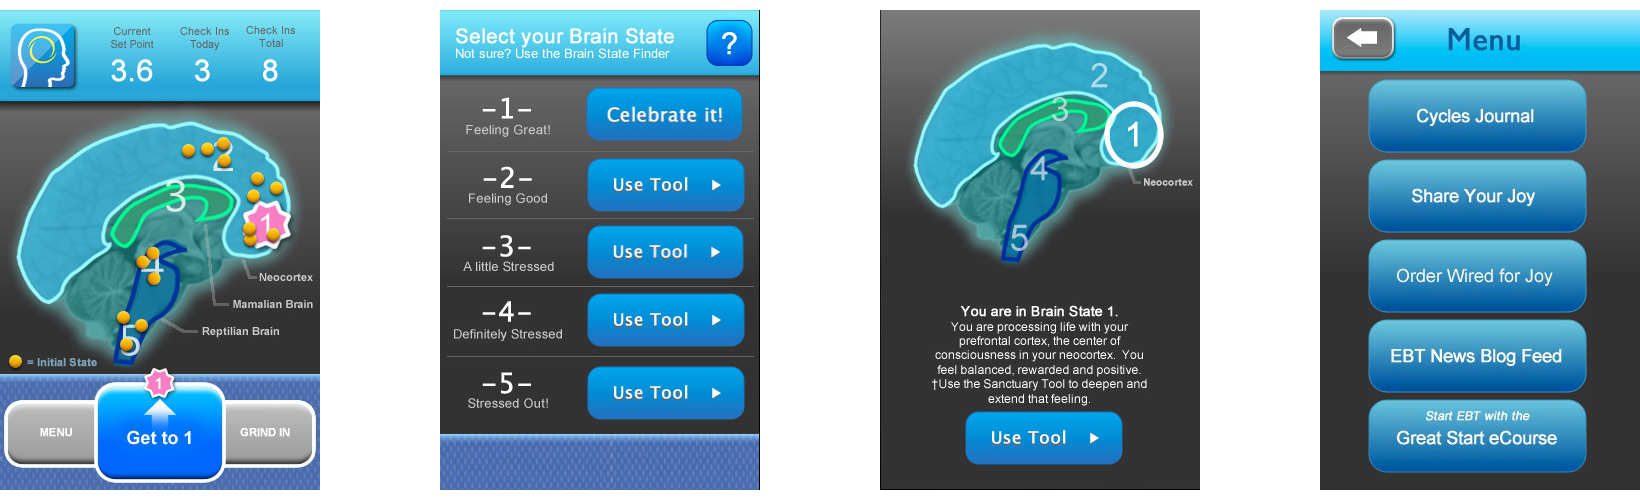 Current
Set Point
3.6
Check Ins
Today
3
Check Ins
Total
8
2
3
1
4
5
Neocortex
Mamalian Brain
Reptilian Brain
= Initial State
1
MENU
Get to 1
GRIND IN
Select your Brain State
Not sure? Use the Brain State Finder
?
-1-
Feeling Great!
Celebrate it!
-2-
Feeling Good
Use Tool
-3-
A little Stressed
Use Tool
-4-
Definitely Stressed
Use Tool
-5-
Stressed Out!
Use Tool
2
3
1
4
5
Neocortex
You are in Brain State 1.
You are processing life with your
prefrontal cortex, the center of
consciousness in your neocortex. You
feel balanced, rewarded and positive.
†Use the Sanctuary Tool to deepen and
extend that feeling.
Use Tool
Menu
Cycles Journal
Share Your Joy
Order Wired for Joy
EBT News Blog Feed
Start EBT with the
Great Start eCourse